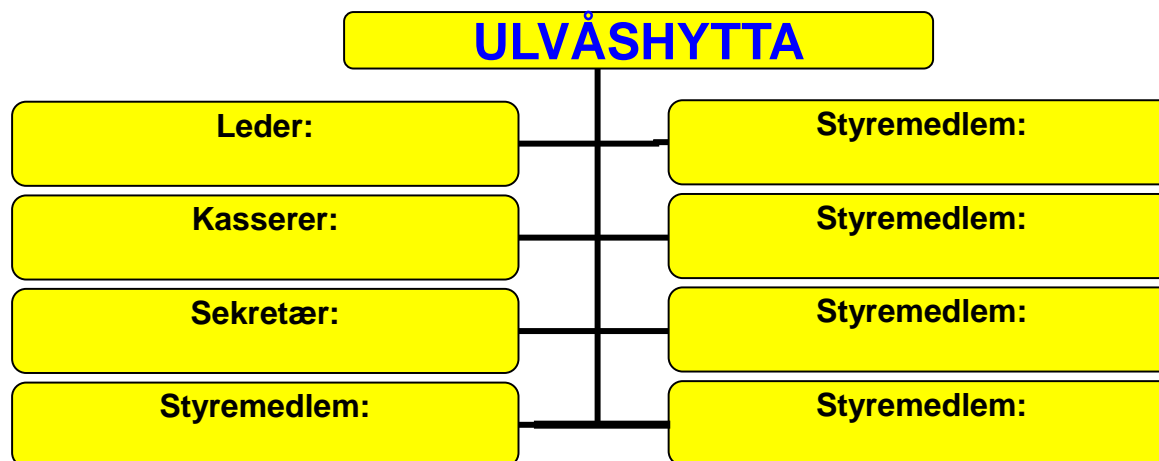 ULVÅSHYTTA
Leder:
Styremedlem:
Kasserer:
Styremedlem:
Sekretær:
Styremedlem:
Styremedlem:
Styremedlem: